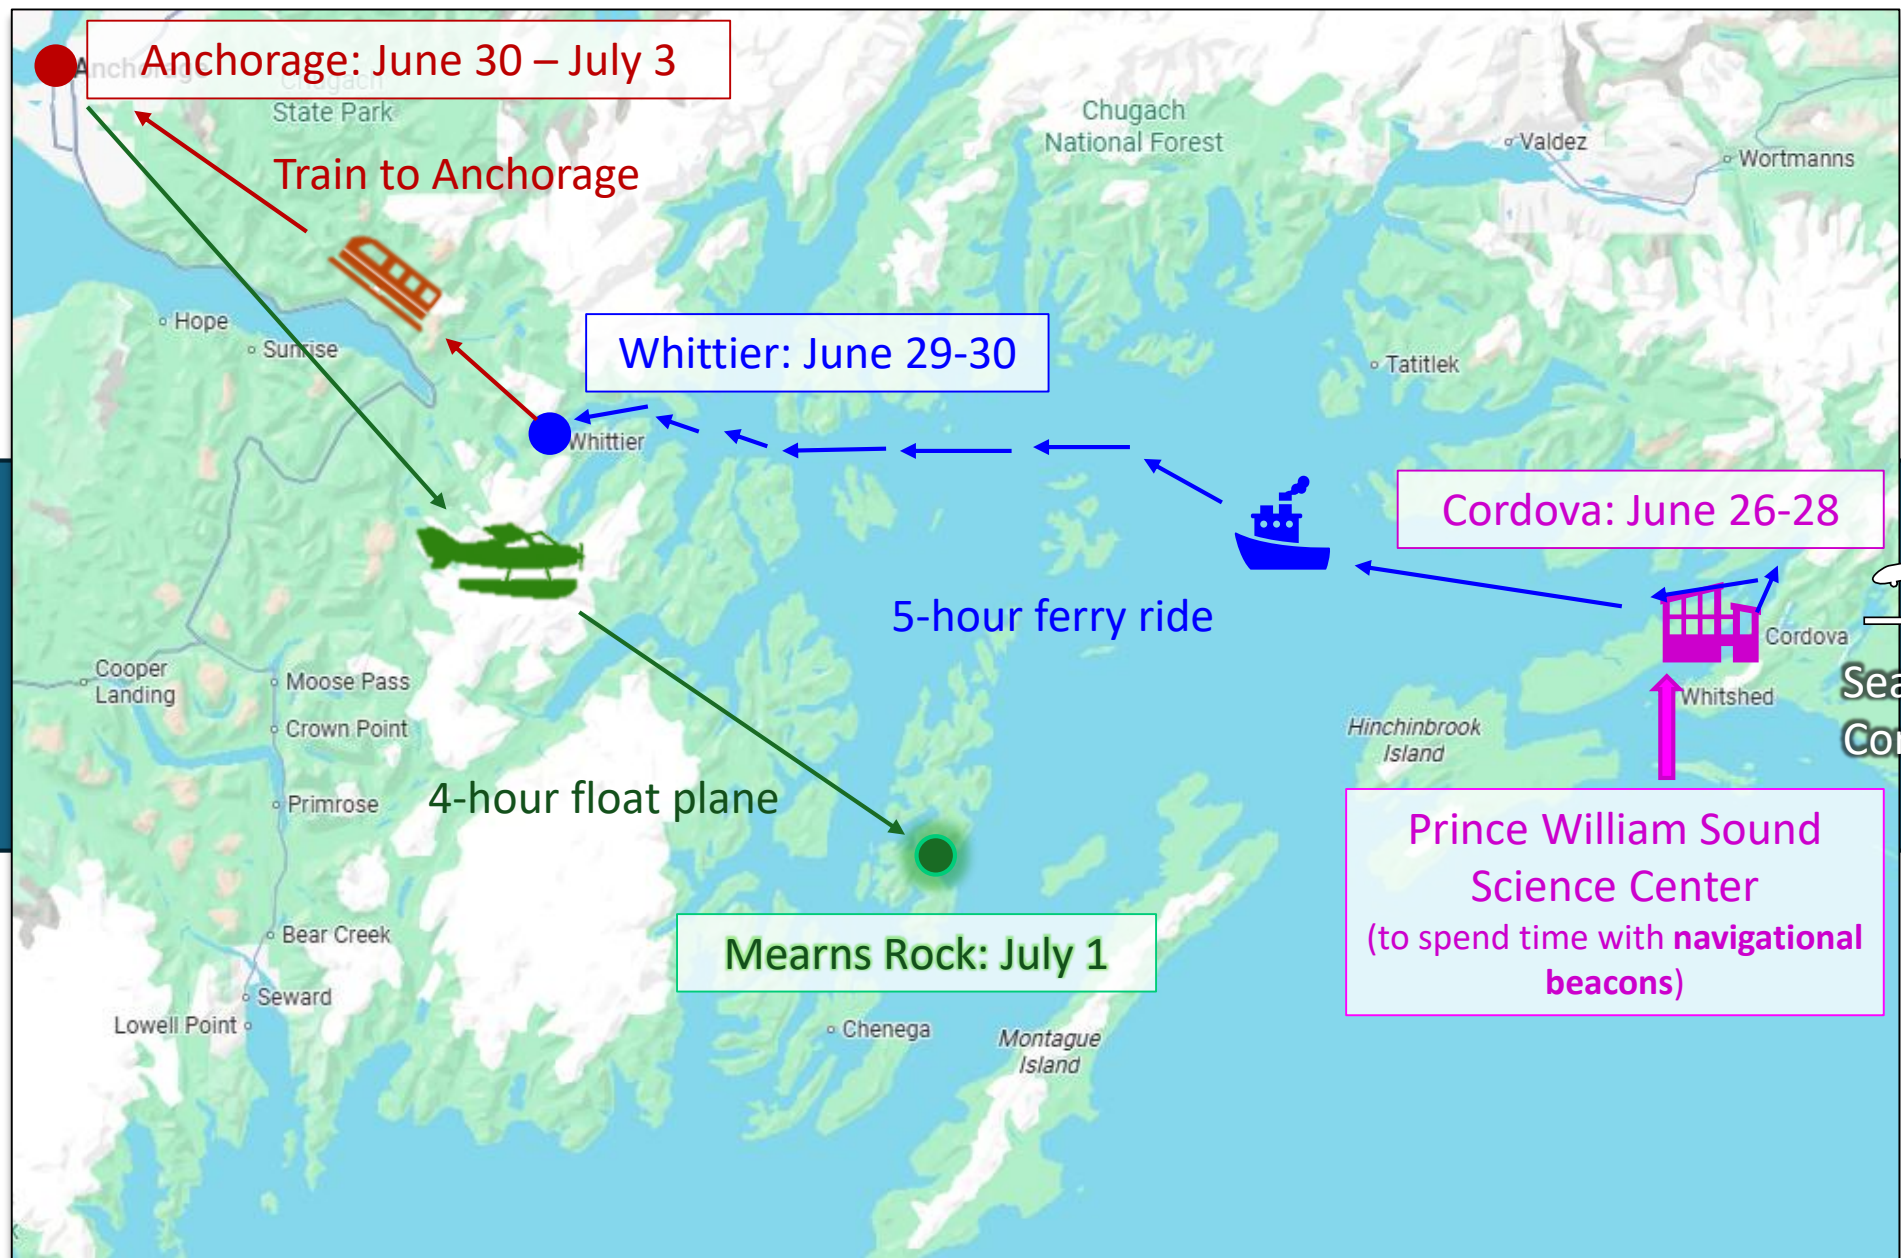 Anchorage: June 30 – July 3
Chugach
State Park
Train to Anchorage
Chugach
National Forest
Valdez
Wortmanns
Hope
Sunrise
Whittier: June 29-30
Tatitlek
Whittier
Cordova: June 26-28
5-hour ferry ride
Cordova
Cooper
Landing
Moose Pass
Whitshed
Sea
Cor
Crown Point
Hinchinbrook
Island
Primrose
4-hour float plane
Prince William Sound
Science Center
(to spend time with navigational
beacons)
Bear Creek
Mearns Rock: July 1
Seward
Lowell Point
Chenega
Montague
Island